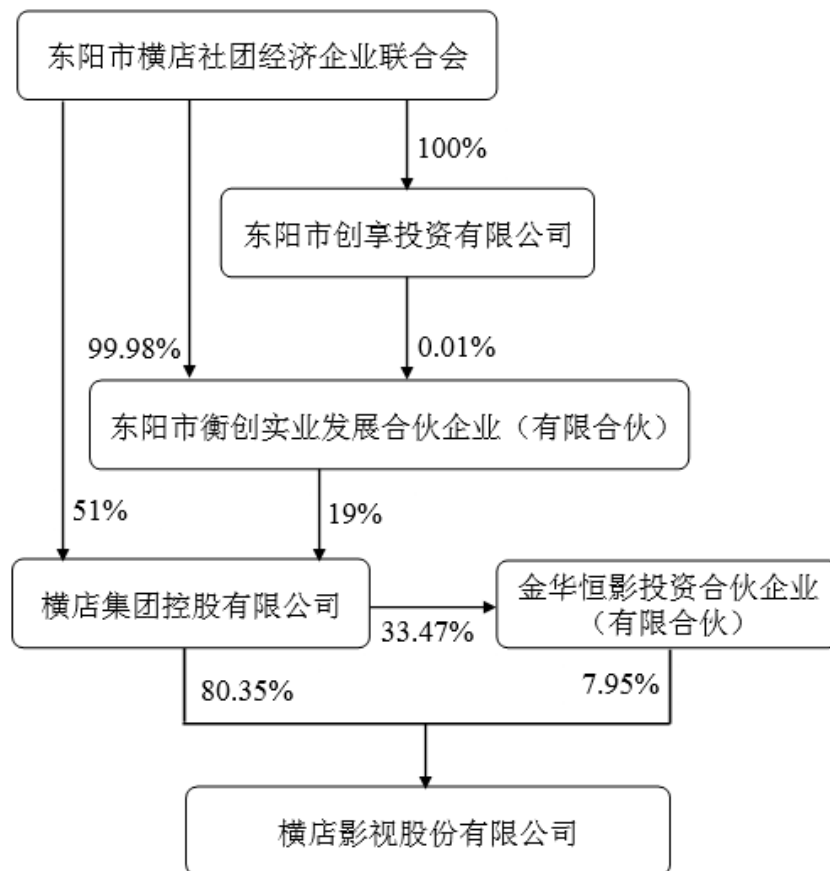 东阳市横店社团经济企业联合会
100%
东阳市创享投资有限公司
99.98%
0.01%
东阳市衡创实业发展合伙企业（有限合伙）
51%
19%
横店集团控股有限公司
金华恒影投资合伙企业
（有限合伙）
33.47%
80.35%
7.95%
横店影视股份有限公司